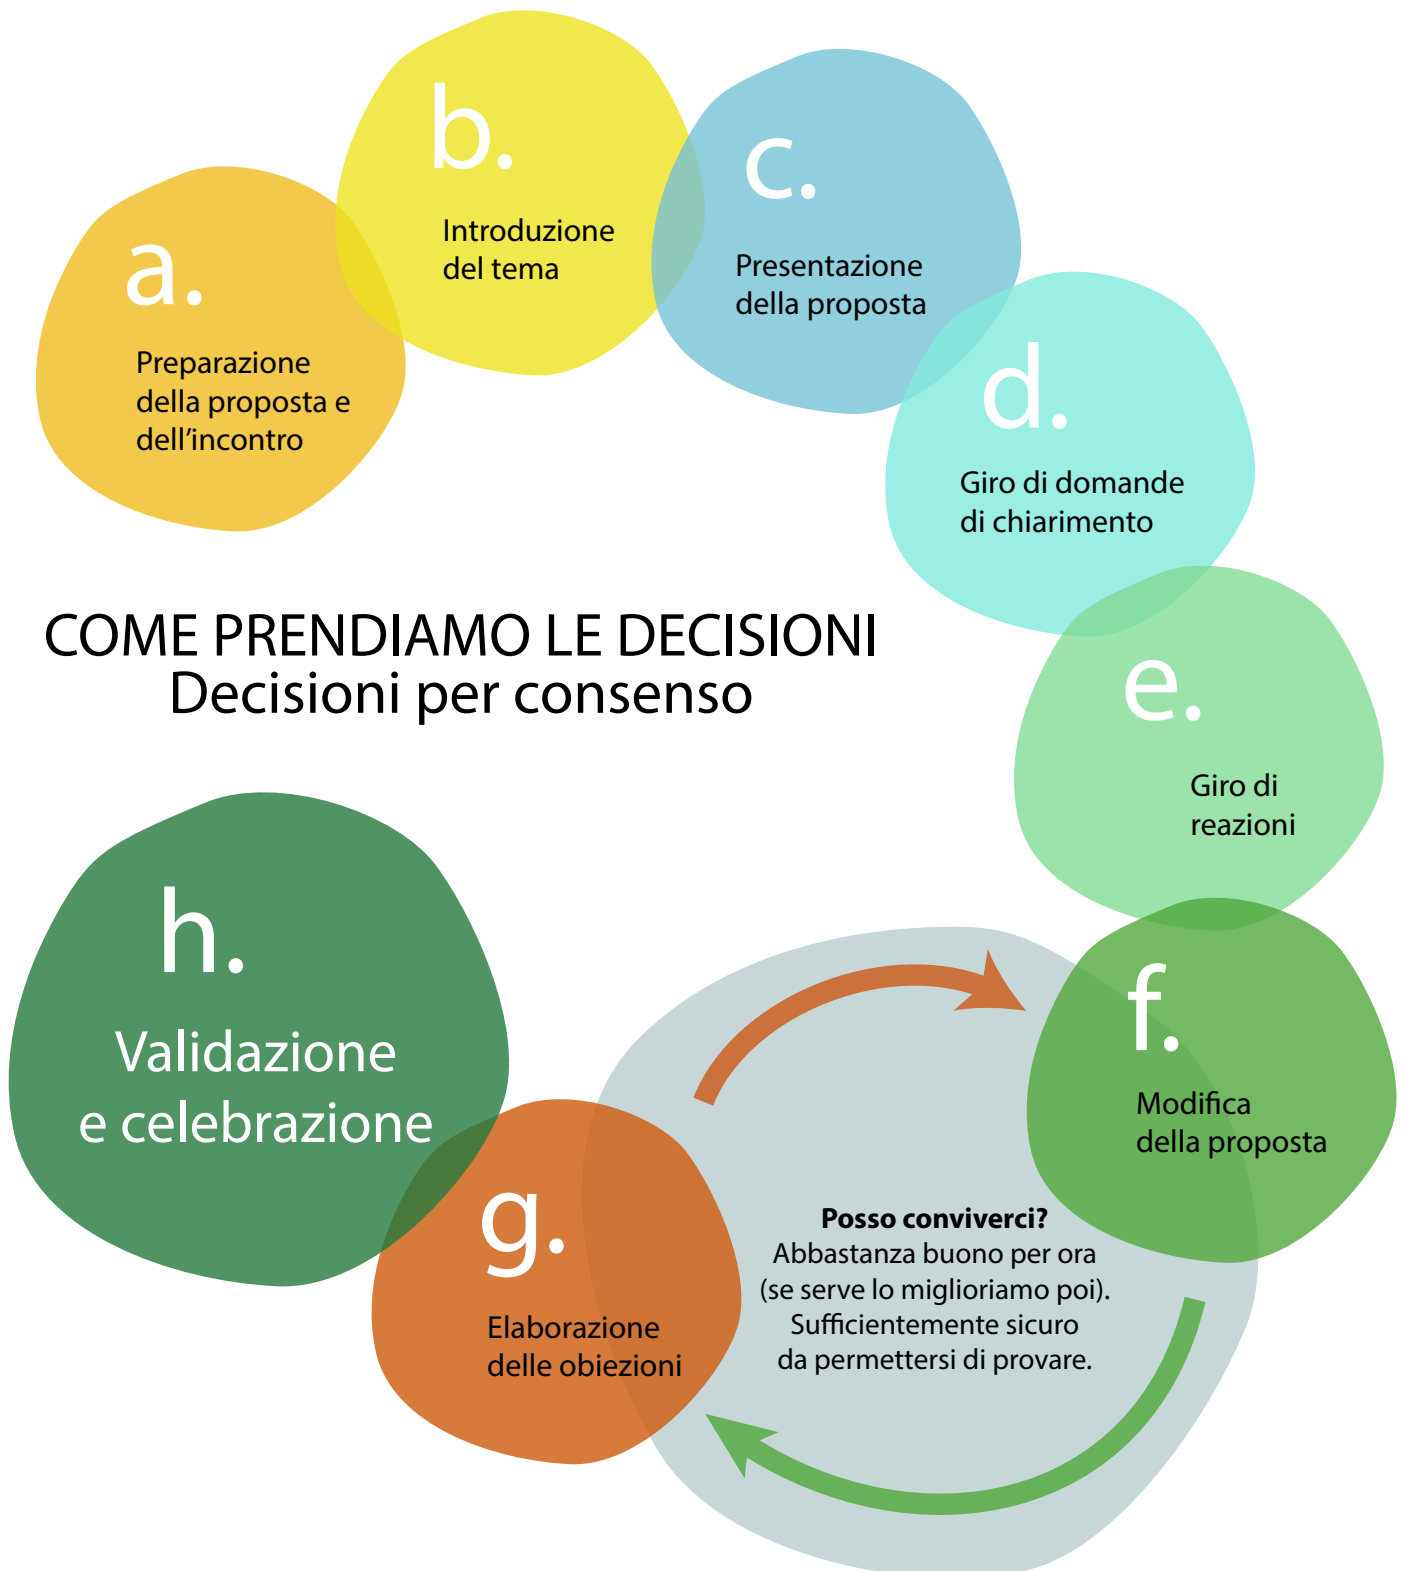 a.
Preparazione
della proposta e
dell'incontro
b.
Introduzione
del tema
c.
Presentazione
della proposta
d.
Giro di domande
di chiarimento
COME PRENDIAMO LE DECISIONI
Decisioni per consenso
e.
Giro di
reazioni
f.
Modifica
della proposta
Posso conviverci?
Abbastanza buono per ora
(se serve lo miglioriamo poi).
Sufficientemente sicuro
da permettersi di provare.
g.
Elaborazione
delle obiezioni
h.
Validazione
e celebrazione